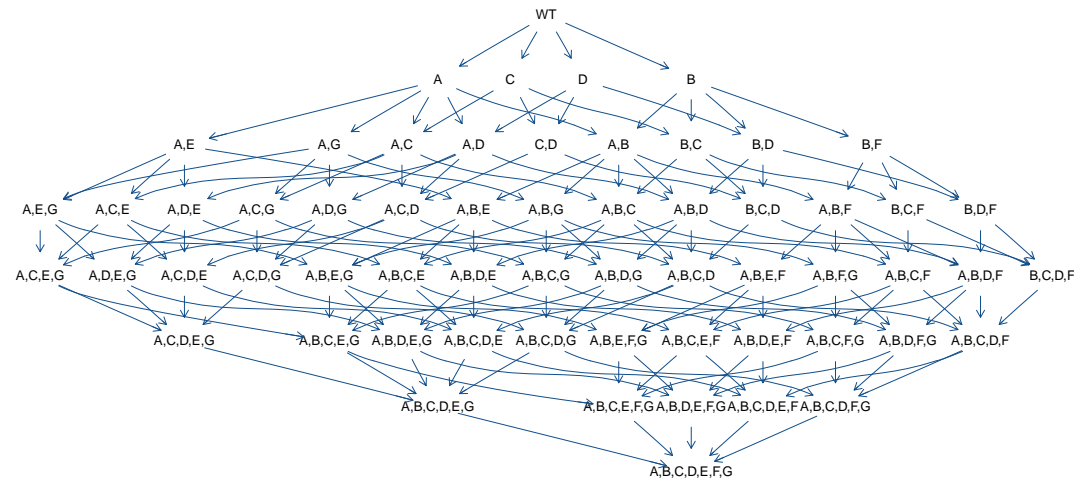 WT
A C D B
A,E A,G A,C A,D C,D A,B B,C B,D B,F
A,E,G A,C,E A,D,E A,C,G A,D,G A,C,D A,B,E A,B,G A,B,C A,B,D B,C,D A,B,F B,C,F B,D,F
A,C,E,G A,D,E,G A,C,D,E A,C,D,G A,B,E,G A,B,C,E A,B,D,E A,B,C,G A,B,D,G A,B,C,D A,B,E,F A,B,F,G A,B,C,F A,B,D,F B,C,D,F
A,C,D,E,G A,B,C,E,G A,B,D,E,G A,B,C,D,E A,B,C,D,G A,B,E,F,G A,B,C,E,F A,B,D,E,F A,B,C,F,G A,B,D,F,G A,B,C,D,F
A,B,C,D,E,G A,B,C,E,F,G A,B,D,E,F,G A,B,C,D,E,F A,B,C,D,F,G
A,B,C,D,E,F,G